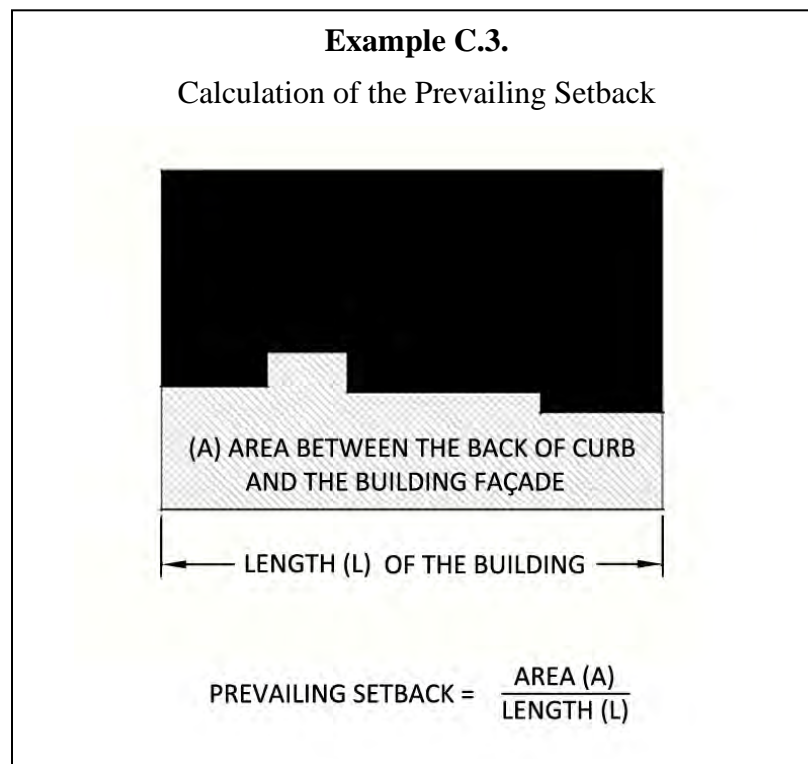 Example C.3.
Calculation of the Prevailing Setback
(A) AREA BETWEEN THE BACK OF CURB
AND THE BUILDING FAÇADE
LENGTH (L) OF THE BUILDING
PREVAILING SETBACK = AREA (A)
LENGTH (L)